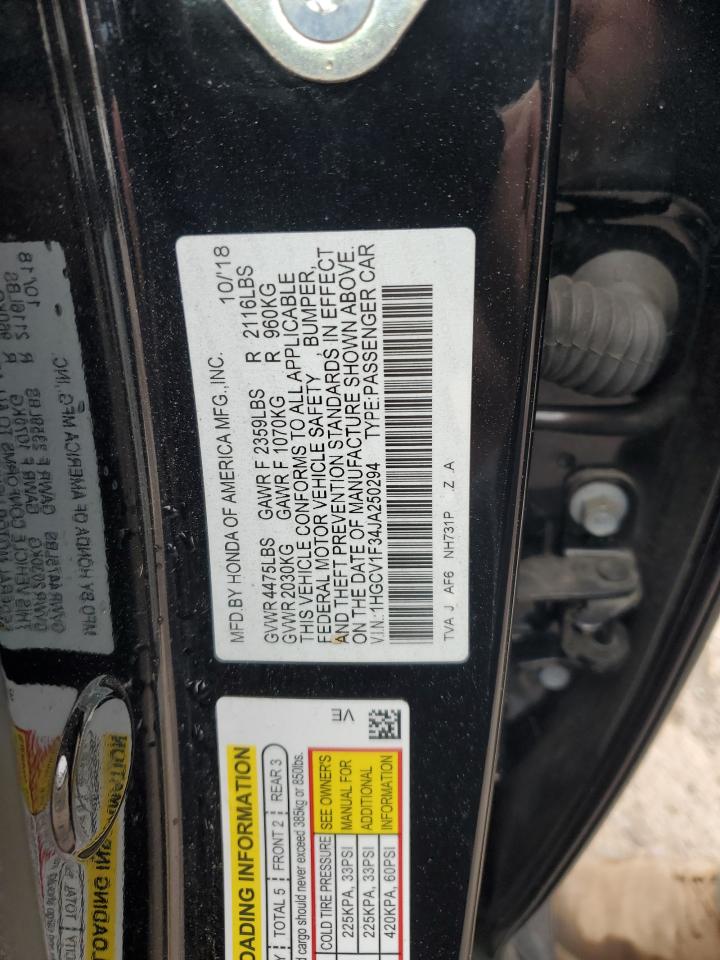 MFD.BY HONDA OF AMERICA MFG.,INC. 10/18
GVWR 4475LBS GAWR F 2359LBS R 2116LBS
GVWR 2030KG GAWR F 1070KG R 960KG
THIS VEHICLE CONFORMS TO ALL APPLICABLE
FEDERAL MOTOR VEHICLE SAFETY, BUMPER,
AND THEFT PREVENTION STANDARDS IN EFFECT
ON THE DATE OF MANUFACTURE SHOWN ABOVE.
V.I.N.:1HGCV1F34JA250294 TYPE:PASSENGER CAR
TVA J AF6 NH731P Z .A
VE
OADING INFORMATION
TOTAL 5 FRONT 2 REAR 3
cargo should never exceed 385kg or 850lbs.
COLD TIRE PRESSURE SEE OWNER'S
225KPA, 33PSI MANUAL FOR
225KPA, 33PSI ADDITIONAL
420KPA, 60PSI INFORMATION